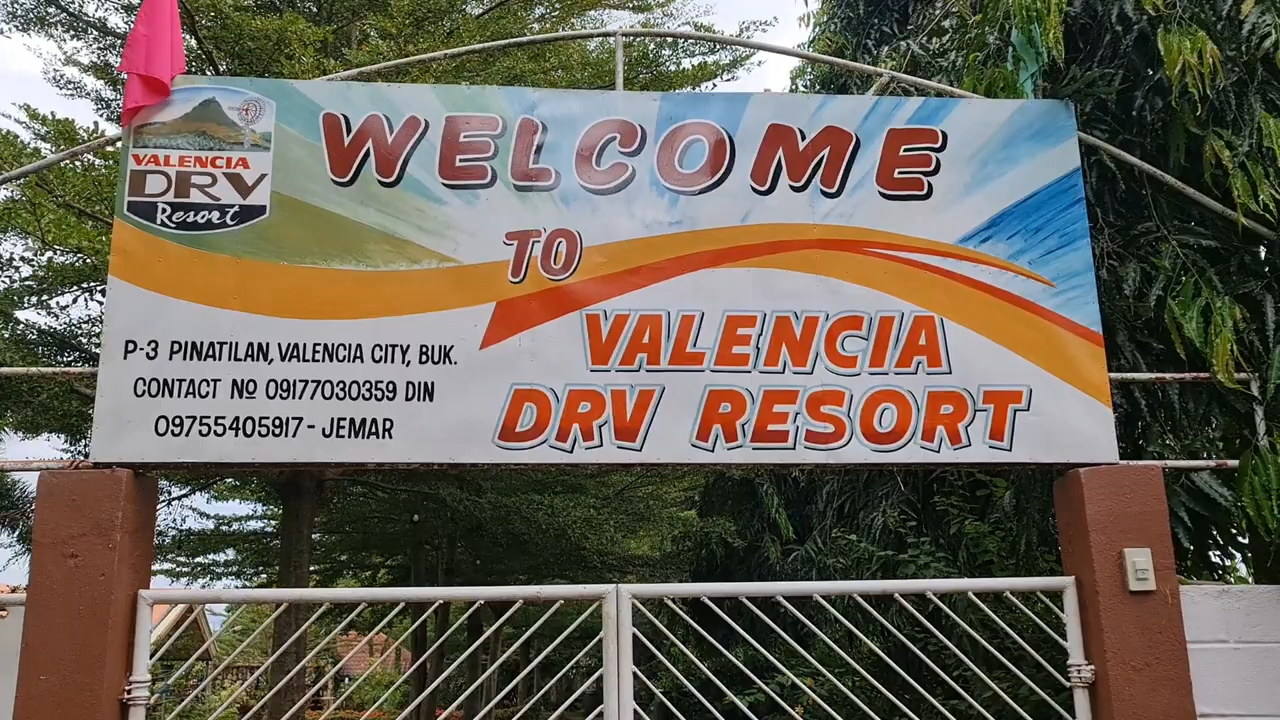 VALENCIA
DRV
Resort
WELCOME
TO
VALENCIA
DRV RESORT
P-3 PINATILAN, VALENCIA CITY, BUK.
CONTACT Nº 09177030359 DIN
09755405917 - JEMAR